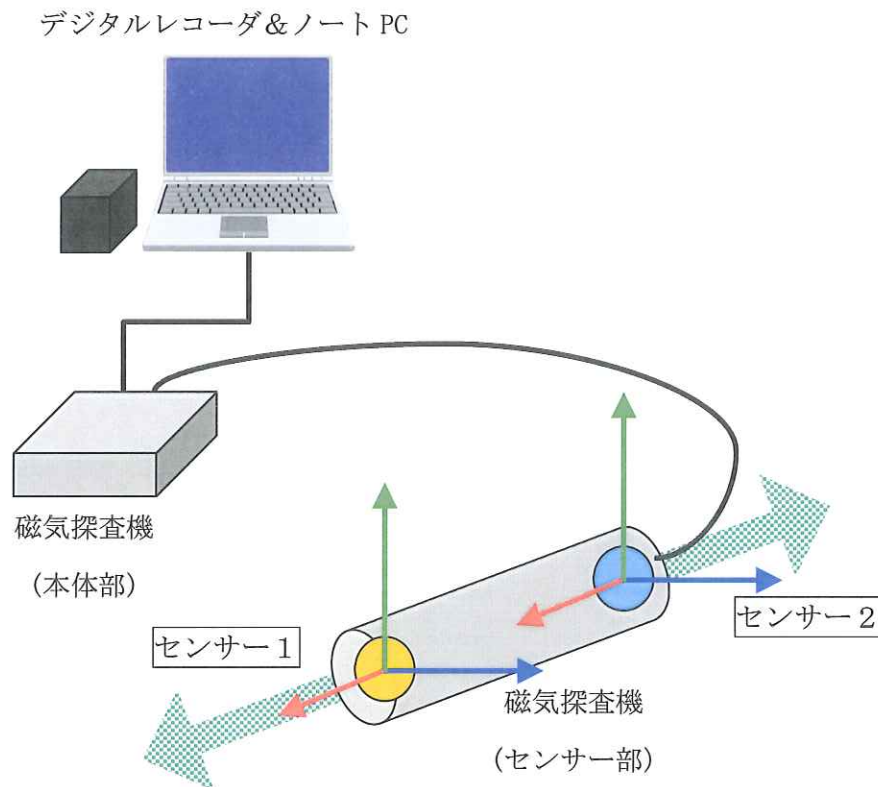 デジタルレコーダ＆ノート PC
磁気探査機
（本体部）
センサー１
センサー２
磁気探査機
（センサー部）